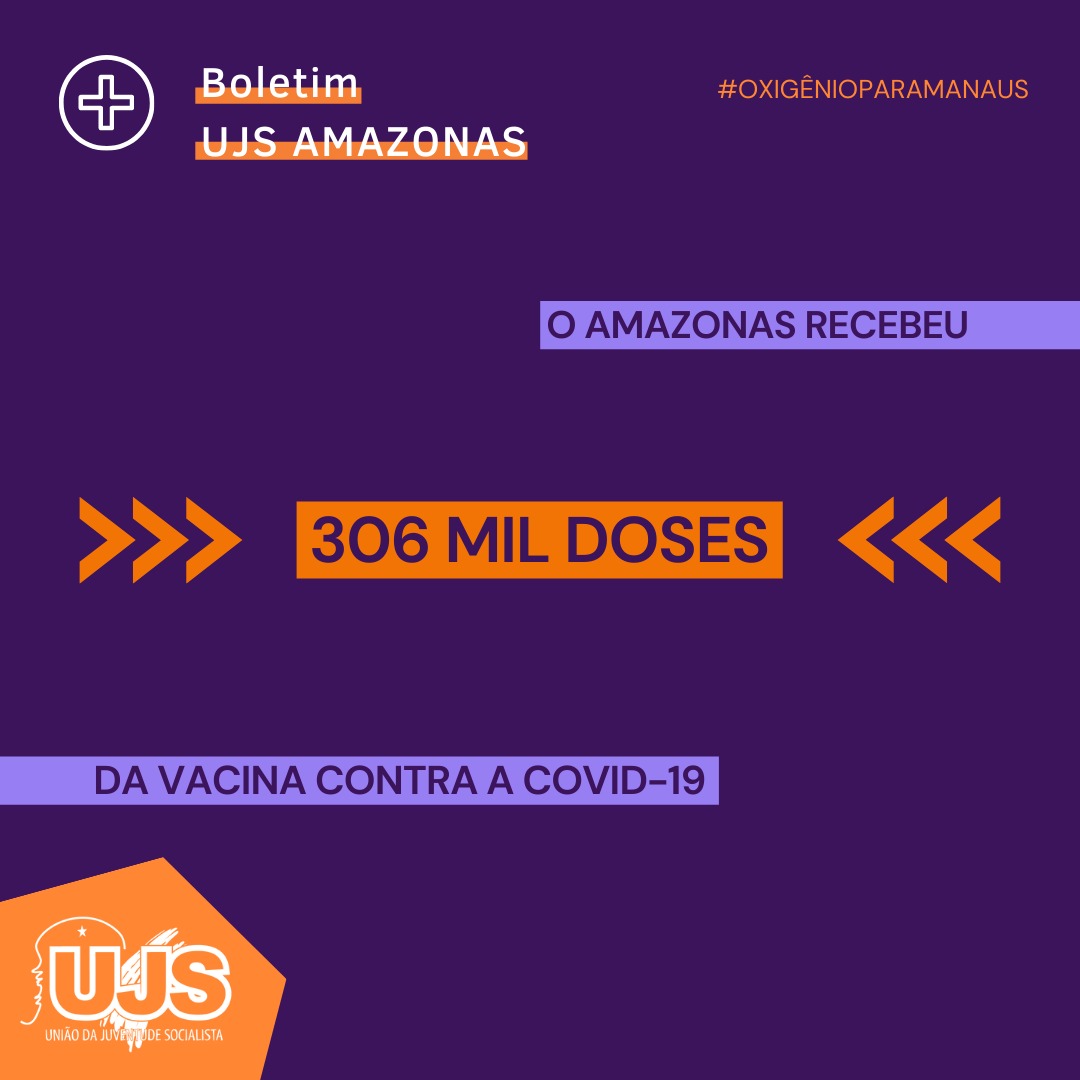 Boletim
UJS AMAZONAS
#OXIGÊNIOPARAMANAUS
O AMAZONAS RECEBEU
306 MIL DOSES
DA VACINA CONTRA A COVID-19
UJS
UNIÃO DA JUVENTUDE SOCIALISTA